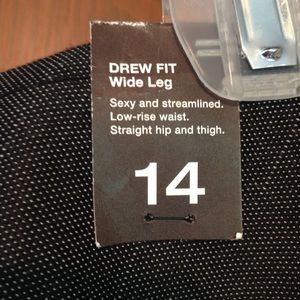 DREW FIT
Wide Leg
Sexy and streamlined.
Low-rise waist.
Straight hip and thigh.
14